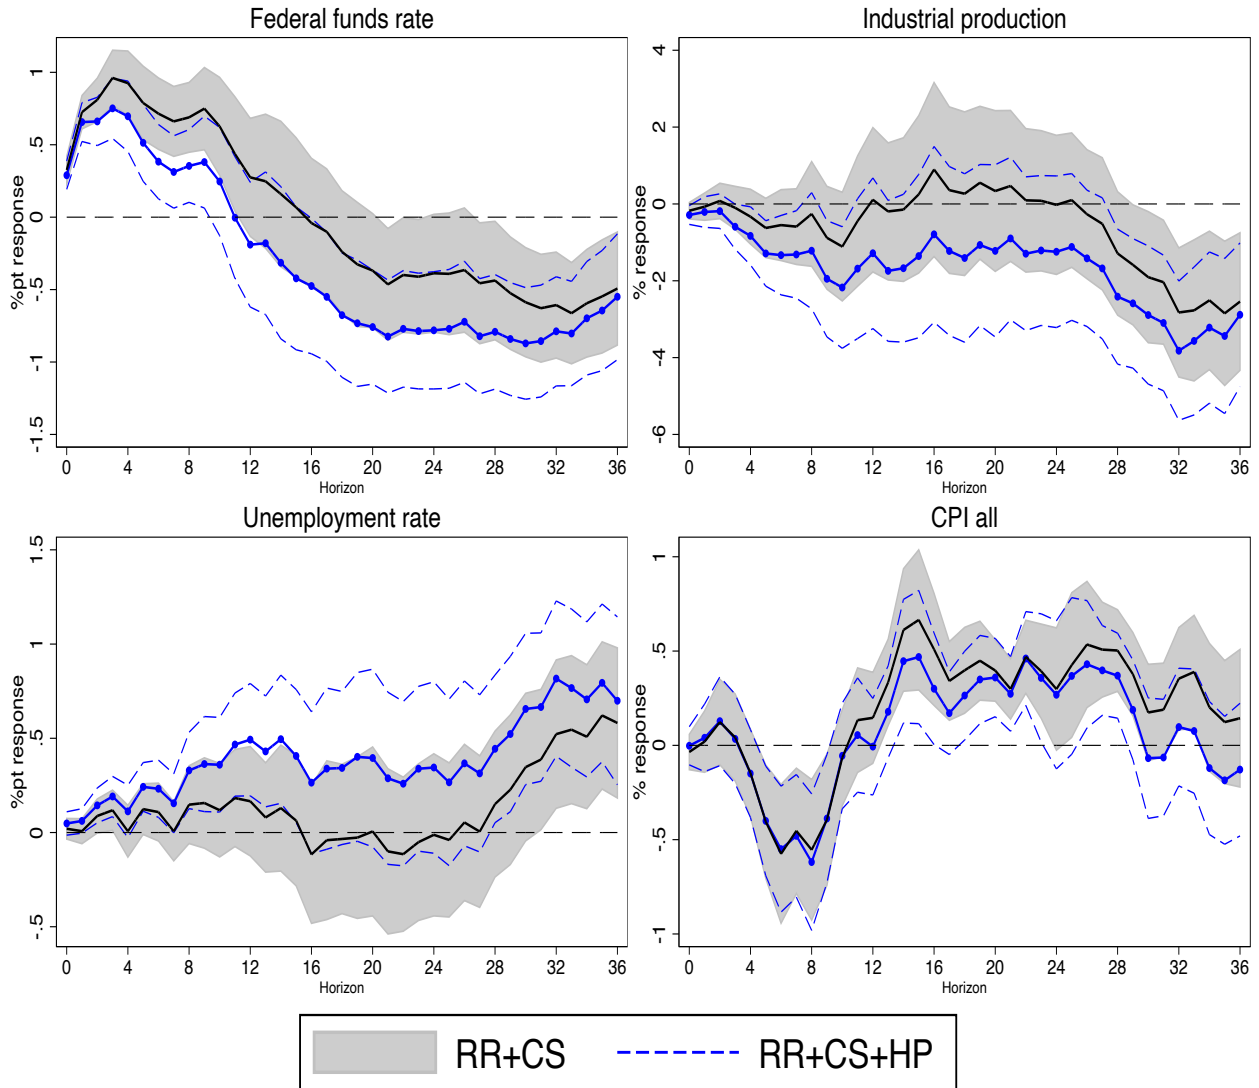 Federal funds rate
%pt response
1
.5
0
-.5
-1
-1.5
0 4 8 12 16 20 24 28 32 36
Horizon
Industrial production
% response
4
2
0
-2
-4
-6
0 4 8 12 16 20 24 28 32 36
Horizon
Unemployment rate
%pt response
1.5
1
.5
0
-.5
0 4 8 12 16 20 24 28 32 36
Horizon
CPI all
% response
1
.5
0
-.5
-1
0 4 8 12 16 20 24 28 32 36
Horizon
RR+CS
RR+CS+HP